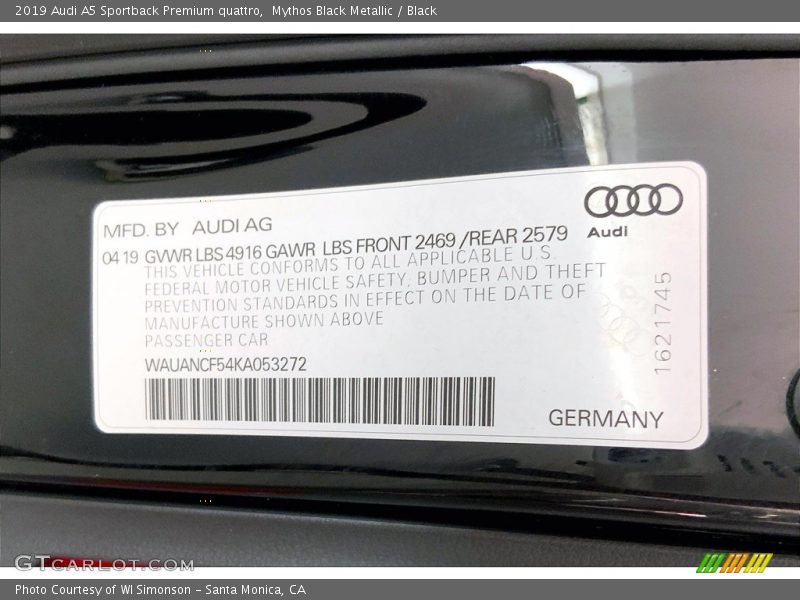 2019 Audi A5 Sportback Premium quattro,  Mythos Black Metallic / Black
MFD. BY AUDI AG
Audi
04 19 GVWR LBS 4916 GAWR LBS FRONT 2469 /REAR 2579
THIS VEHICLE CONFORMS TO ALL APPLICABLE U.S.
FEDERAL MOTOR VEHICLE SAFETY, BUMPER AND THEFT
PREVENTION STANDARDS IN EFFECT ON THE DATE OF
MANUFACTURE SHOWN ABOVE
PASSENGER CAR
WAUANCF54KA053272
1621745
GERMANY
GTCARLOT.COM
Photo Courtesy of WI Simonson - Santa Monica, CA